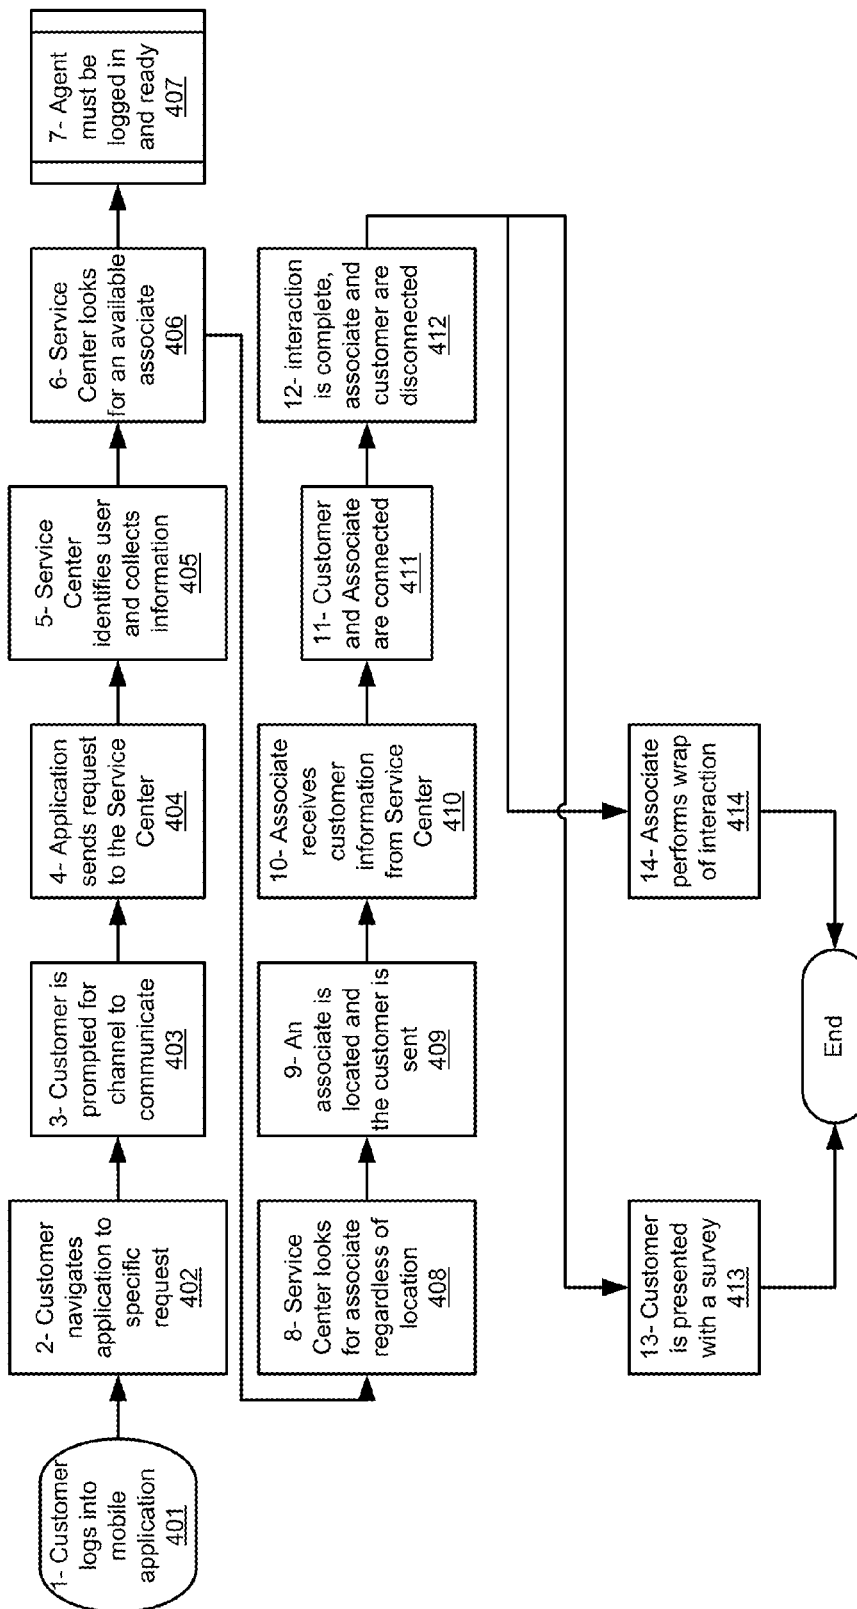 1- Customer
logs into
mobile
application
401
2- Customer
navigates
application to
specific
request
402
3- Customer is
prompted for
channel to
communicate
403
4- Application
sends request
to the Service
Center
404
5- Service
Center
identifies user
and collects
information
405
6- Service
Center looks
for an available
associate
406
7- Agent
must be
logged in
and ready
407
8- Service
Center looks
for associate
regardless of
location
408
9- An
associate is
located and
the customer is
sent
409
10- Associate
receives
customer
information
from Service
Center
410
11- Customer
and Associate
are connected
411
12- interaction
is complete,
associate and
customer are
disconnected
412
13- Customer
is presented
with a survey
413
14- Associate
performs wrap
of interaction
414
End